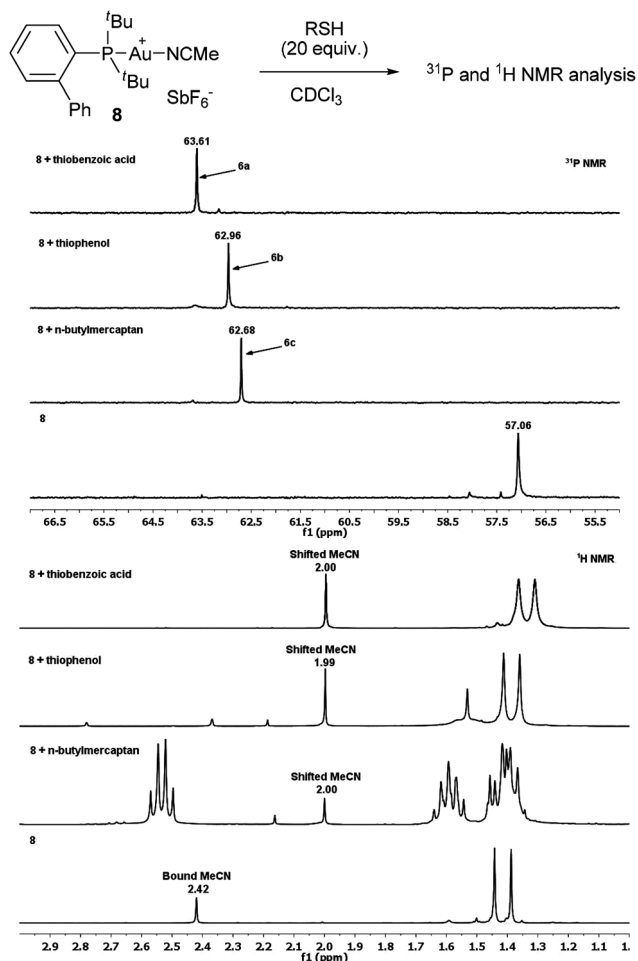 tBu
P-Au-NCMe
+
tBu
Ph
8
SbF6-
RSH
(20 equiv.)
CDCl3
31P and 1H NMR analysis
63.61
8 + thiobenzoic acid
6a
31P NMR
62.96
8 + thiophenol
6b
62.68
8 + n-butylmercaptan
6c
8
57.06
66.5 65.5 64.5 63.5 62.5 61.5 60.5 59.5 58.5 57.5 56.5 55.5
f1 (ppm)
8 + thiobenzoic acid
Shifted MeCN
2.00
1H NMR
8 + thiophenol
Shifted MeCN
1.99
8 + n-butylmercaptan
Shifted MeCN
2.00
8
Bound MeCN
2.42
2.9 2.8 2.7 2.6 2.5 2.4 2.3 2.2 2.1 2.0 1.9 1.8 1.7 1.6 1.5 1.4 1.3 1.2 1.1 1.
f1 (ppm)